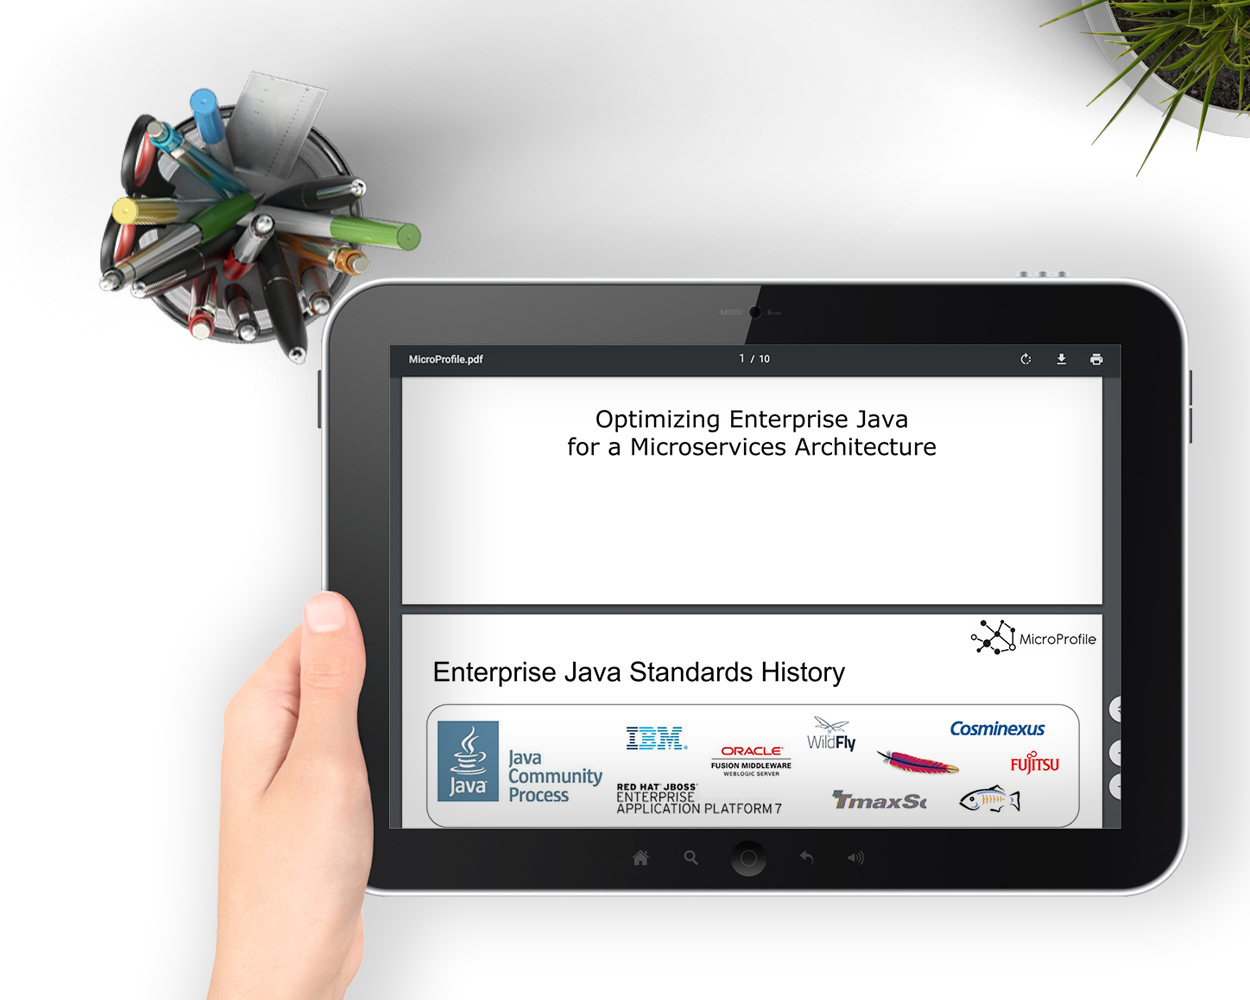 MicroProfile.pdf
1 / 10
Optimizing Enterprise Java
for a Microservices Architecture
MicroProfile
Enterprise Java Standards History
Java
Java
Community
Process
IBM.
ORACLE
FUSION MIDDLEWARE
WEBLOGIC SERVER
RED HAT JBOSS
ENTERPRISE
APPLICATION PLATFORM 7
WildFly
Cosminexus
FUJITSU
TmaxSo